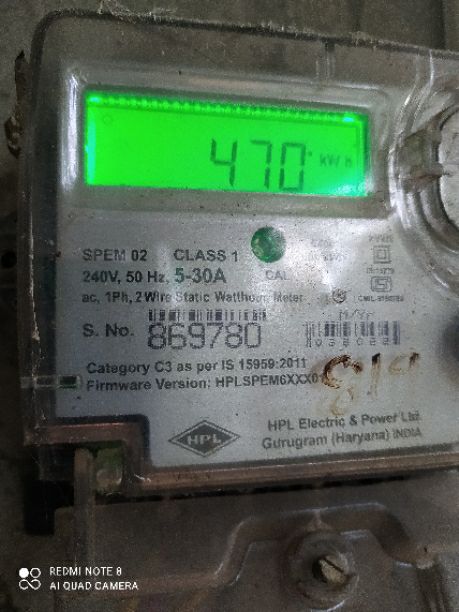 470 kWh
SPEM 02 CLASS 1
240V, 50 Hz, 5-30A CAL
ac, 1Ph, 2 Wire Static Watthour Meter
S. No. 869780 M/Yr
Category C3 as per IS 15959:2011
Firmware Version:
HPL
HPL Electric & Power Ltd.
Gurugram (Haryana) INDIA
REDMI NOTE 8
AI QUAD CAMERA